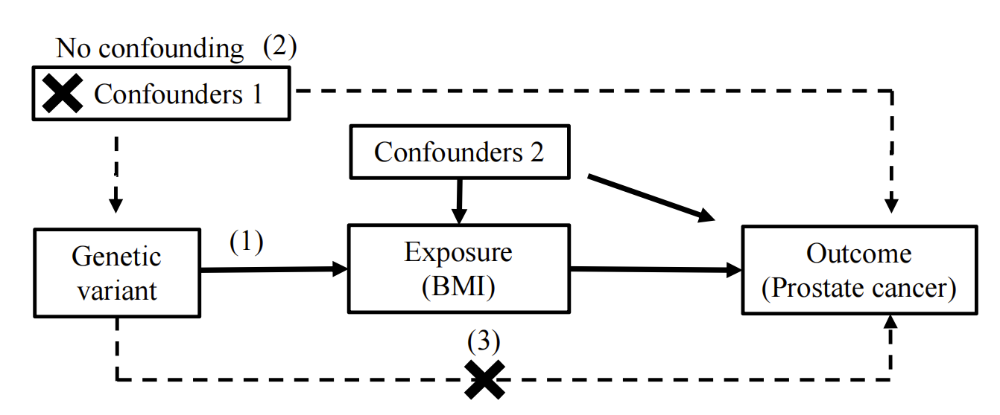 No confounding (2)
Confounders 1
Confounders 2
Genetic
variant
(1)
Exposure
(BMI)
Outcome
(Prostate cancer)
(3)